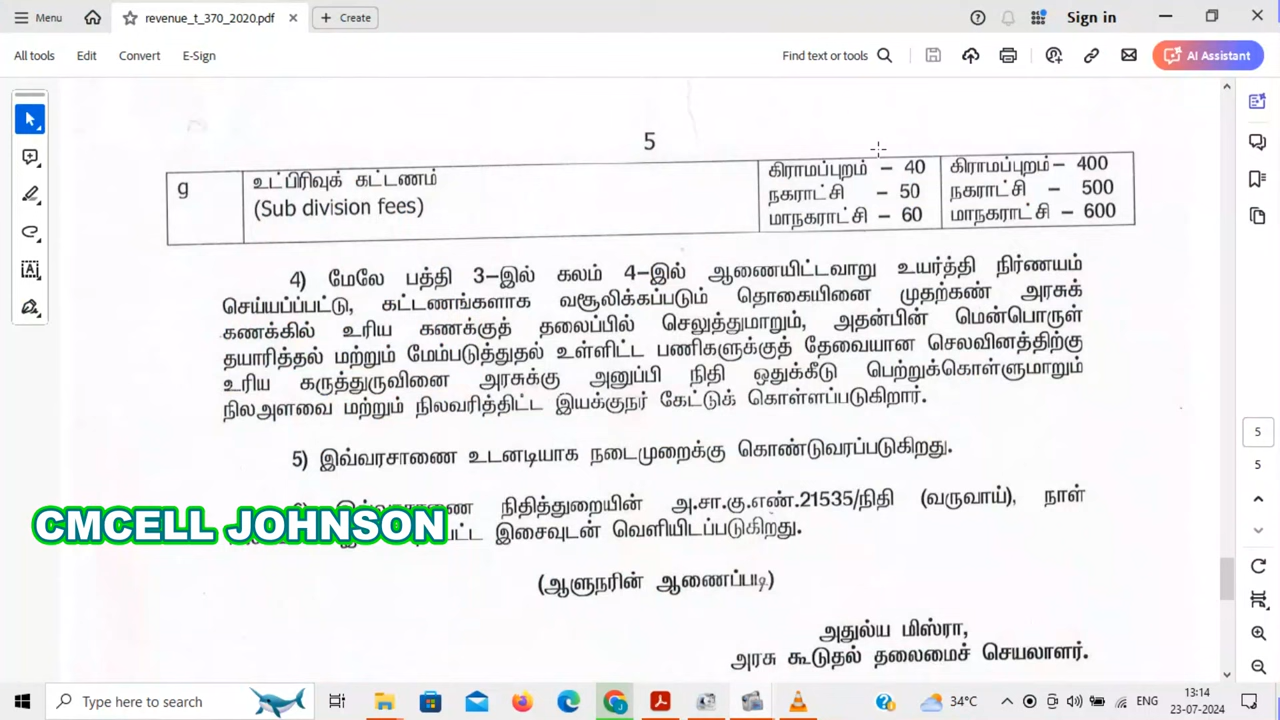 Menu revenue_t_370_2020.pdf Create Sign in
All tools Edit Convert E-Sign Find text or tools AI Assistant
5
g உட்பிரிவுக் கட்டணம் கிராமப்புறம் – 40 கிராமப்புறம் – 400
(Sub division fees) நகராட்சி – 50 நகராட்சி – 500
மாநகராட்சி – 60 மாநகராட்சி – 600
4) மேலே பத்தி 3–இல் கலம் 4–இல் ஆணையிட்டவாறு உயர்த்தி நிர்ணயம்
செய்யப்பட்டு, கட்டணங்களாக வசூலிக்கப்படும் தொகையினை முதற்கண் அரசுக்
கணக்கில் உரிய கணக்குத் தலைப்பில் செலுத்துமாறும், அதன்பின் மென்பொருள்
தயாரித்தல் மற்றும் மேம்படுத்துதல் உள்ளிட்ட பணிகளுக்குத் தேவையான செலவினத்திற்கு
உரிய கருத்துருவினை அரசுக்கு அனுப்பி நிதி ஒதுக்கீடு பெற்றுக்கொள்ளுமாறும்
நிலஅளவை மற்றும் நிலவரித்திட்ட இயக்குநர் கேட்டுக் கொள்ளப்படுகிறார்.
5) இவ்வரசாணை உடனடியாக நடைமுறைக்கு கொண்டுவரப்படுகிறது.
நிதித்துறையின் அ.சா.கு.எண்.21535/நிதி (வருவாய்), நாள்
CMCELL JOHNSON
இசைவுடன் வெளியிடப்படுகிறது.
(ஆளுநரின் ஆணைப்படி)
அதுல்ய மிஸ்ரா,
அரசு கூடுதல் தலைமைச் செயலாளர்.
5
5
Type here to search 34°C ENG 13:14
23-07-2024